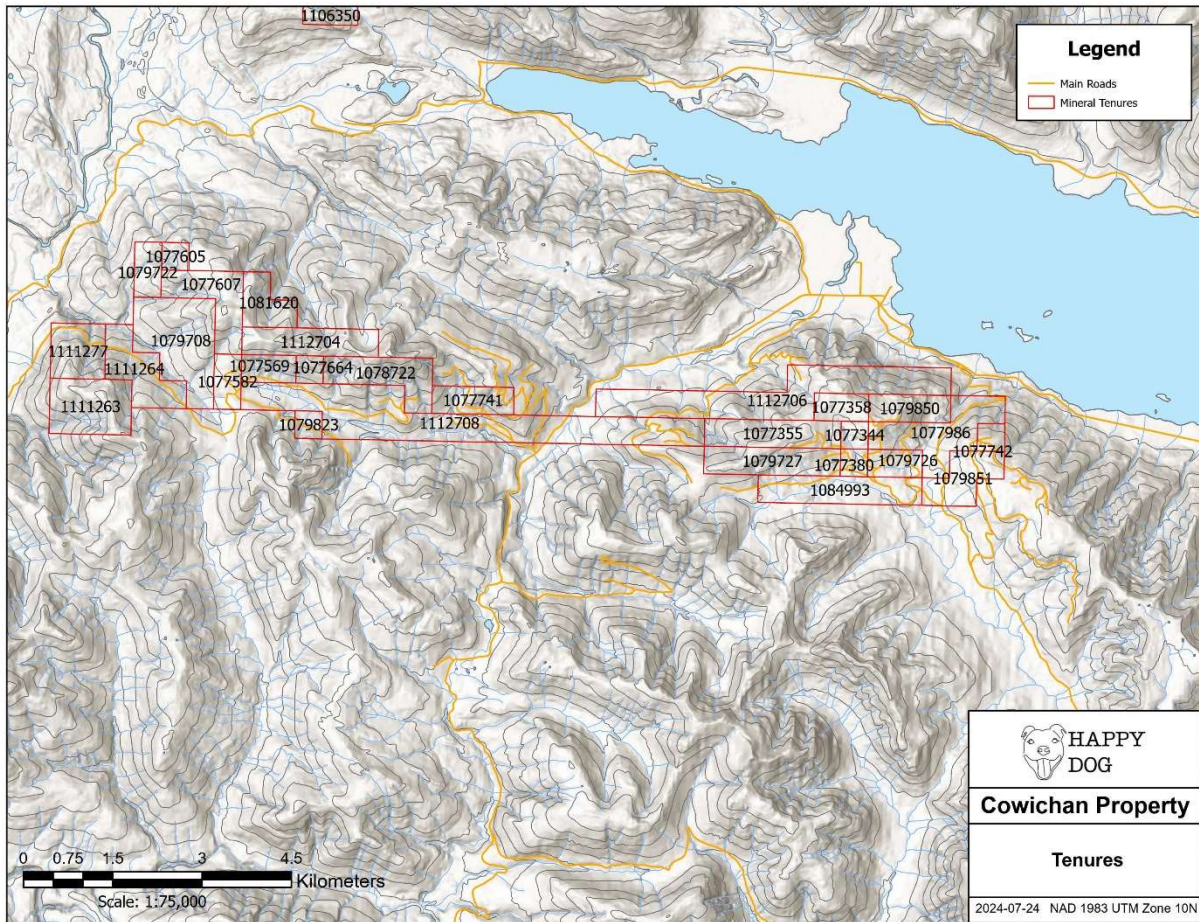 1106350
Legend
Main Roads
Mineral Tenures
1077605
1079722
1077607
1081620
1079708
1112704
1111277
1111264
1077569 1077664 1078722
1077582
1111263
1077741
1079823
1112708
1112706
1077358 1079850
1077355
1077344
1077986
1077742
1079727
1077380 1079726
1079851
1084993
HAPPY
DOG
Cowichan Property
Tenures
2024-07-24 NAD 1983 UTM Zone 10N
0 0.75 1.5 3 4.5
Kilometers
Scale: 1:75,000